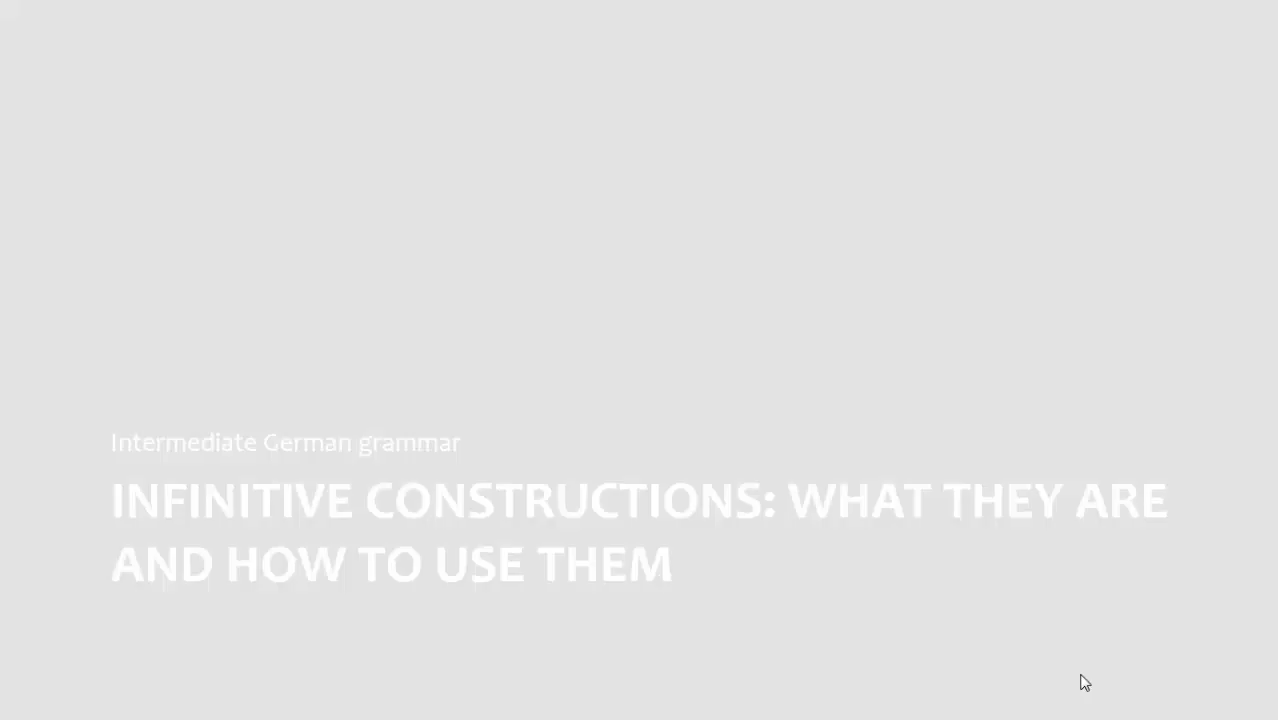 Intermediate German grammar
INFINITIVE CONSTRUCTIONS: WHAT THEY ARE
AND HOW TO USE THEM